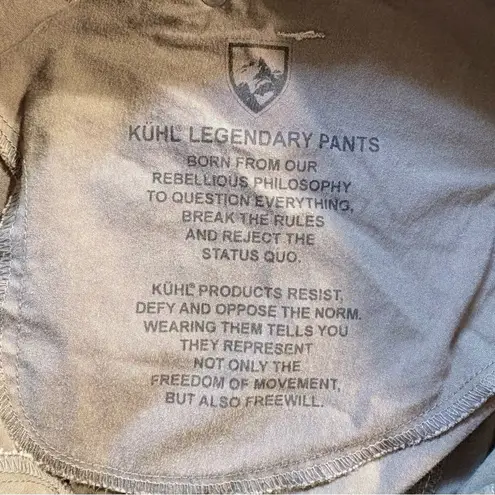 KÜHL® LEGENDARY PANTS
BORN FROM OUR
REBELLIOUS PHILOSOPHY
TO QUESTION EVERYTHING,
BREAK THE RULES
AND REJECT THE
STATUS QUO.
KÜHL® PRODUCTS RESIST,
DEFY AND OPPOSE THE NORM.
WEARING THEM TELLS YOU
THEY REPRESENT
NOT ONLY THE
FREEDOM OF MOVEMENT,
BUT ALSO FREEWILL.